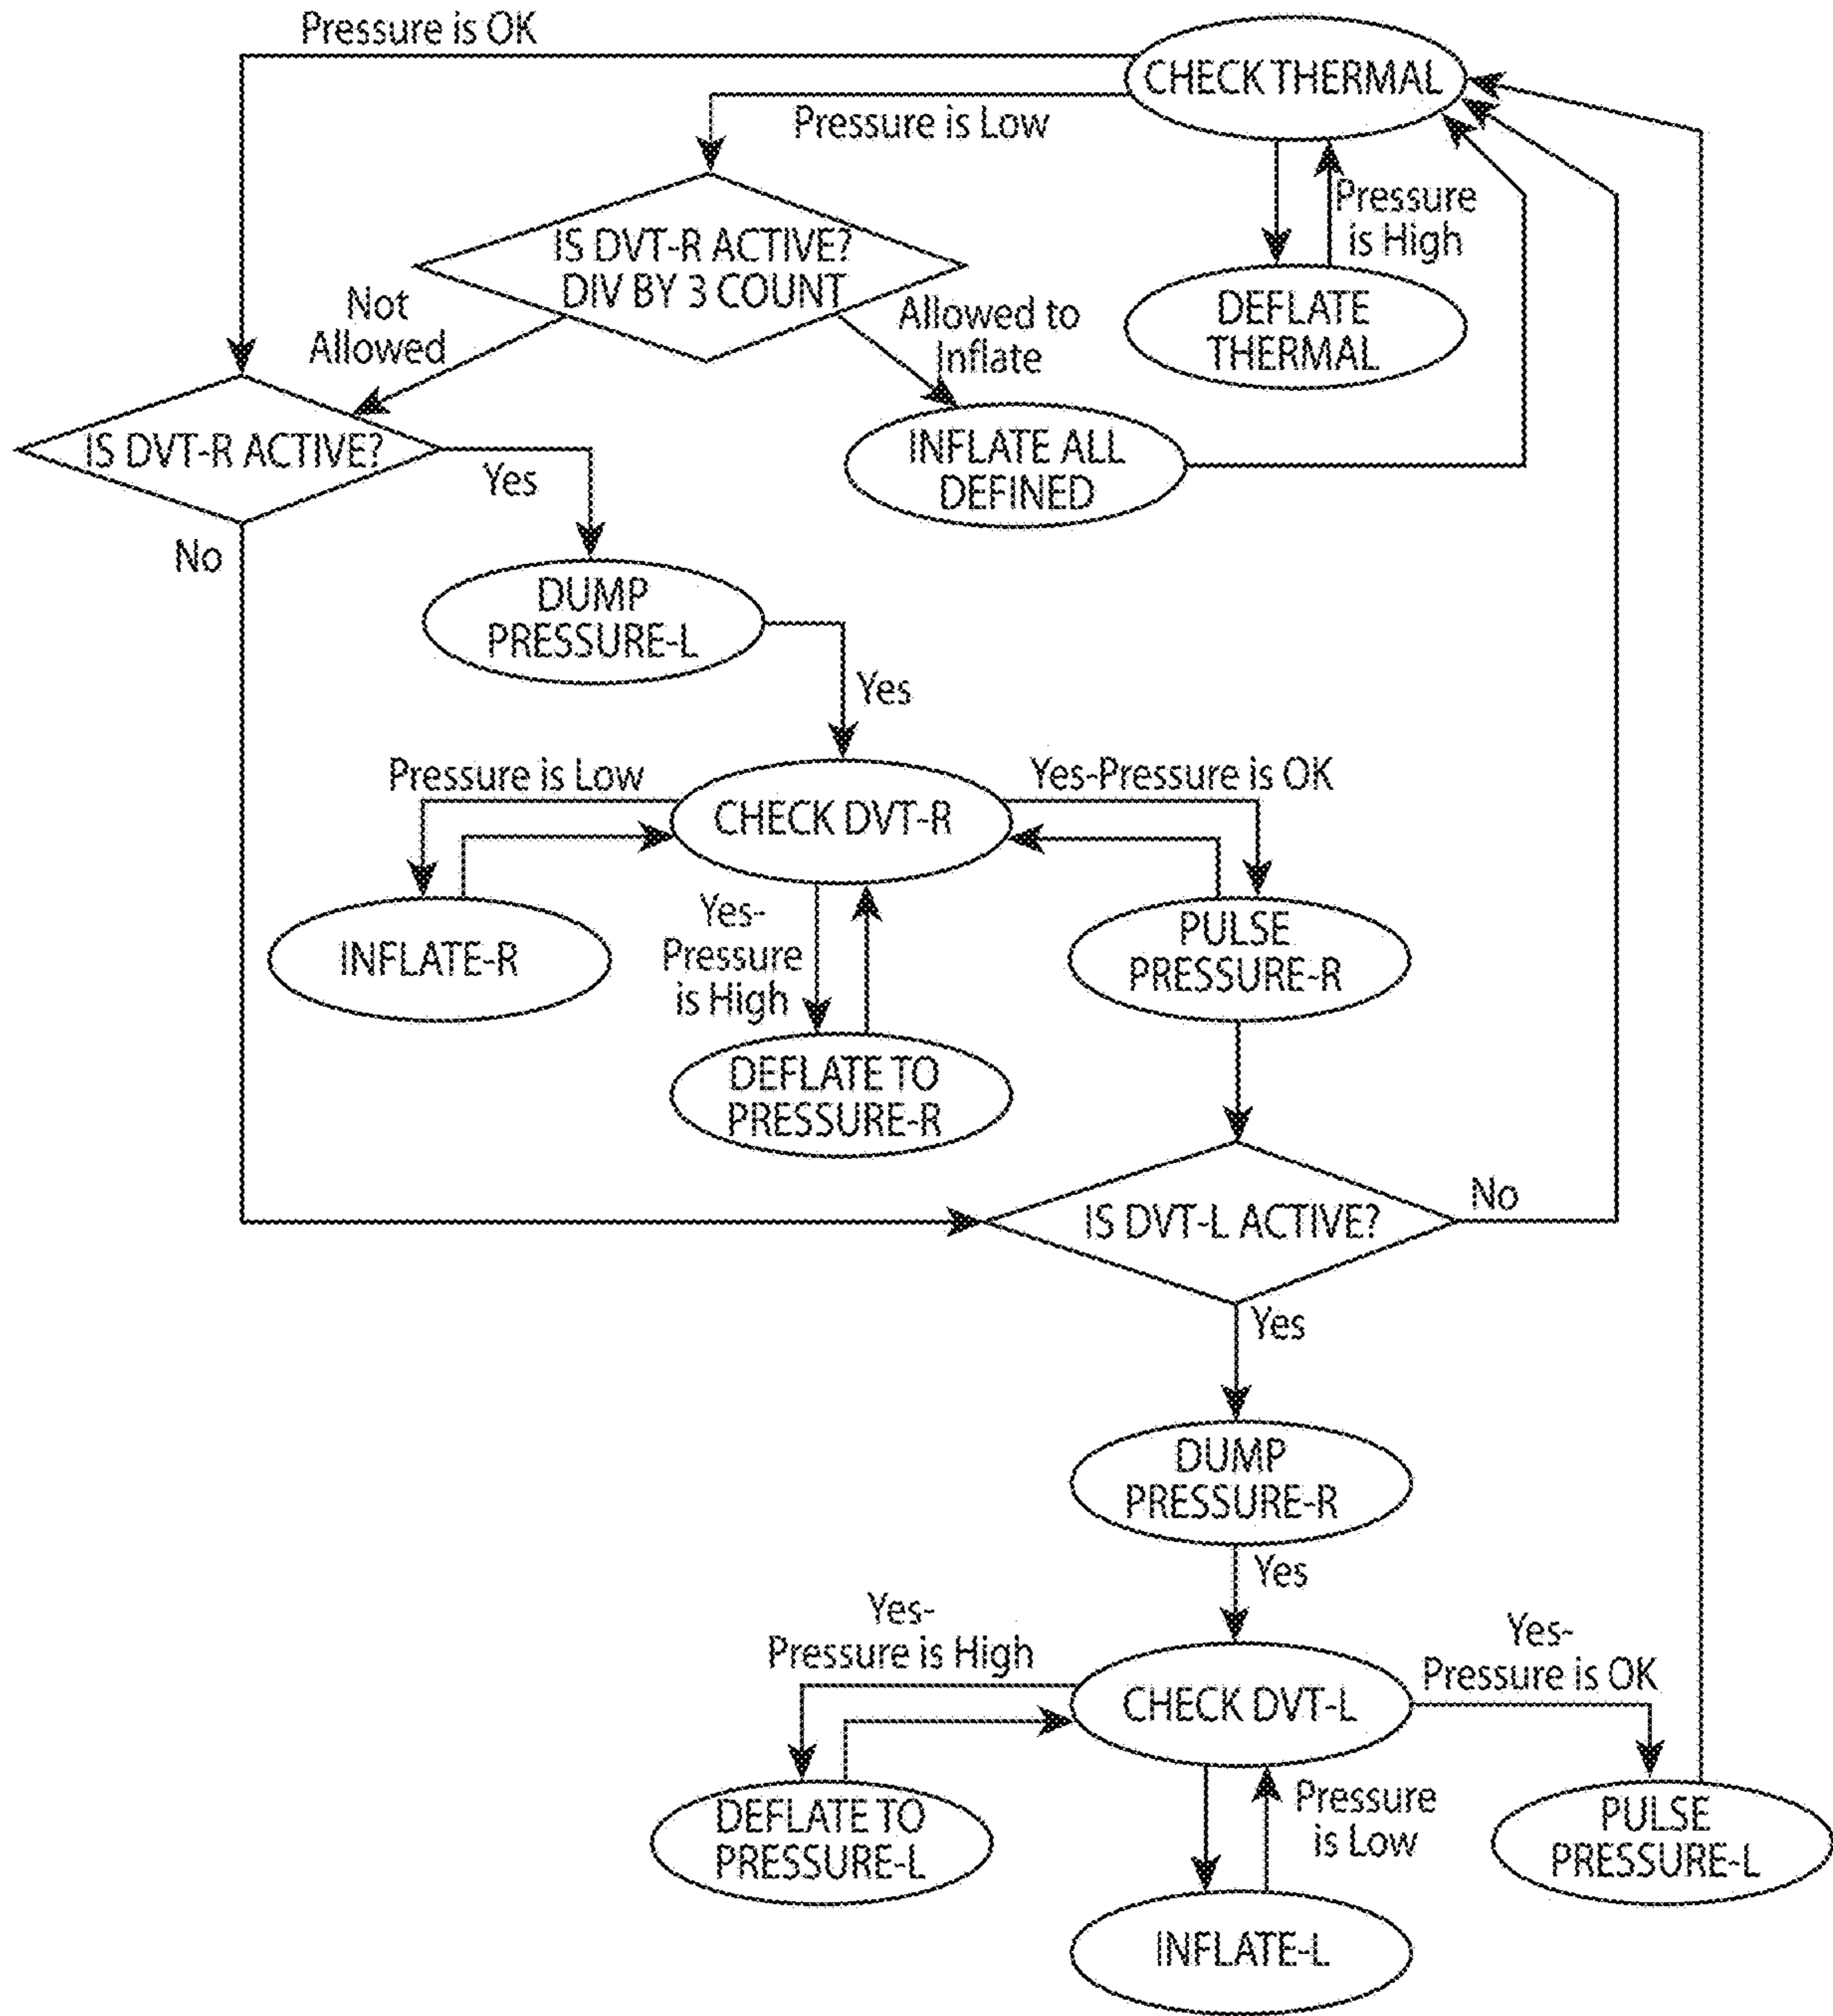 Pressure is OK
CHECK THERMAL
Pressure is Low
Pressure
is High
IS DVT-R ACTIVE?
DIV BY 3 COUNT
Not
Allowed
Allowed to
Inflate
DEFLATE
THERMAL
IS DVT-R ACTIVE?
Yes
INFLATE ALL
DEFINED
No
DUMP
PRESSURE-L
Yes
Pressure is Low
CHECK DVT-R
Yes-Pressure is OK
Yes-
Pressure
is High
INFLATE-R
PULSE
PRESSURE-R
DEFLATE TO
PRESSURE-R
IS DVT-L ACTIVE?
No
Yes
DUMP
PRESSURE-R
Yes
Yes-
Pressure is High
CHECK DVT-L
Yes-
Pressure is OK
DEFLATE TO
PRESSURE-L
Pressure
is Low
PULSE
PRESSURE-L
INFLATE-L